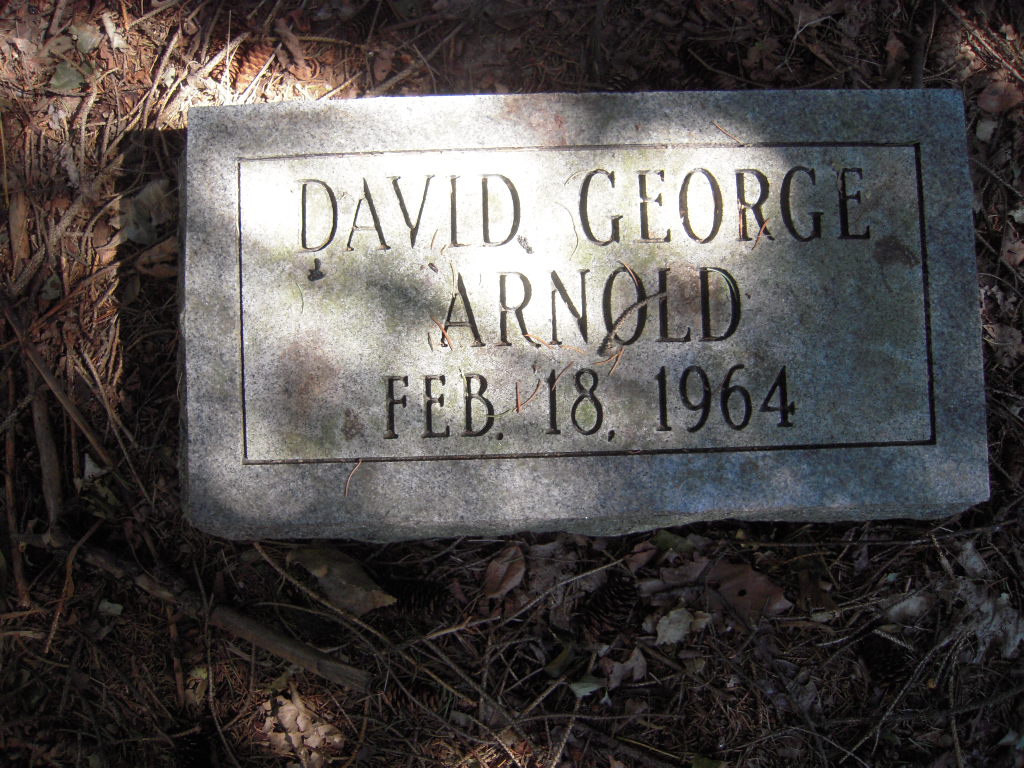 DAVID GEORGE
ARNOLD
FEB. 18, 1964